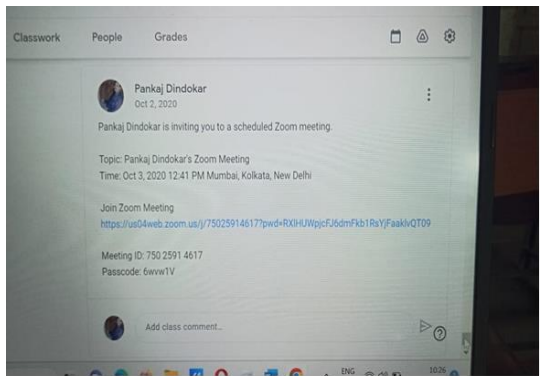 Classwork People Grades
Pankaj Dindokar
Oct 2, 2020
Pankaj Dindokar is inviting you to a scheduled Zoom meeting.
Topic: Pankaj Dindokar's Zoom Meeting
Time: Oct 3, 2020 12:41 PM Mumbai, Kolkata, New Delhi
Join Zoom Meeting
Meeting ID: 750 2591 4617
Passcode: 6wvw1V
Add class comment...
ENG
10:26